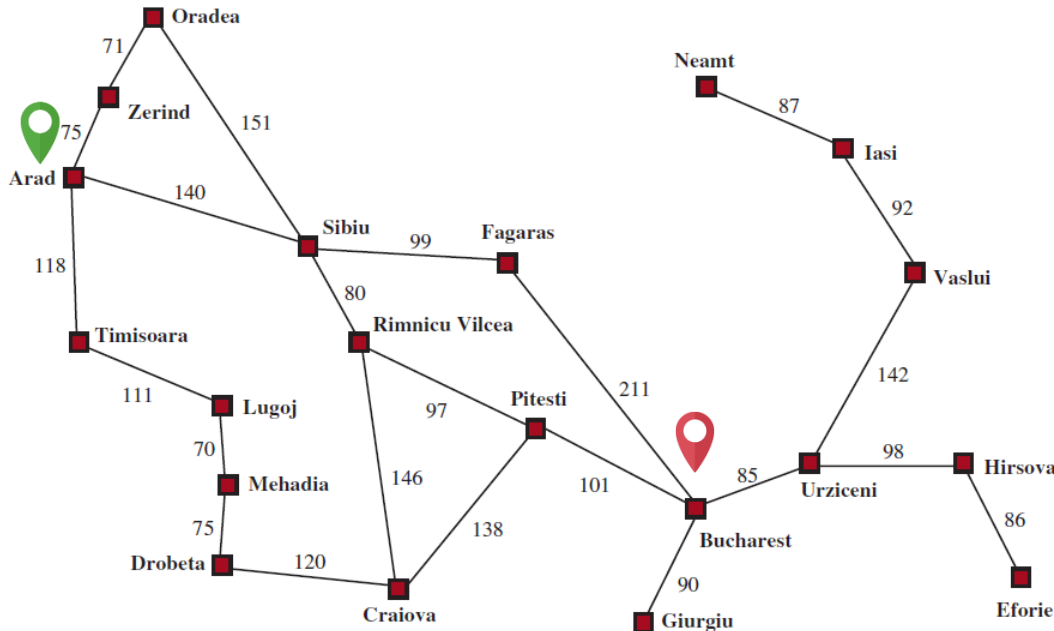 Oradea
71
Neamt
Zerind
87
75
151
Iasi
Arad
140
92
Sibiu
Fagaras
99
118
Vaslui
80
Timisoara
Rimnicu Vilcea
142
111
Lugoj
97
Pitesti
211
70
146
98
Hirsova
85
Mehadia
101
Urziceni
86
75
138
Bucharest
Drobeta
120
90
Craiova
Giurgiu
Eforie